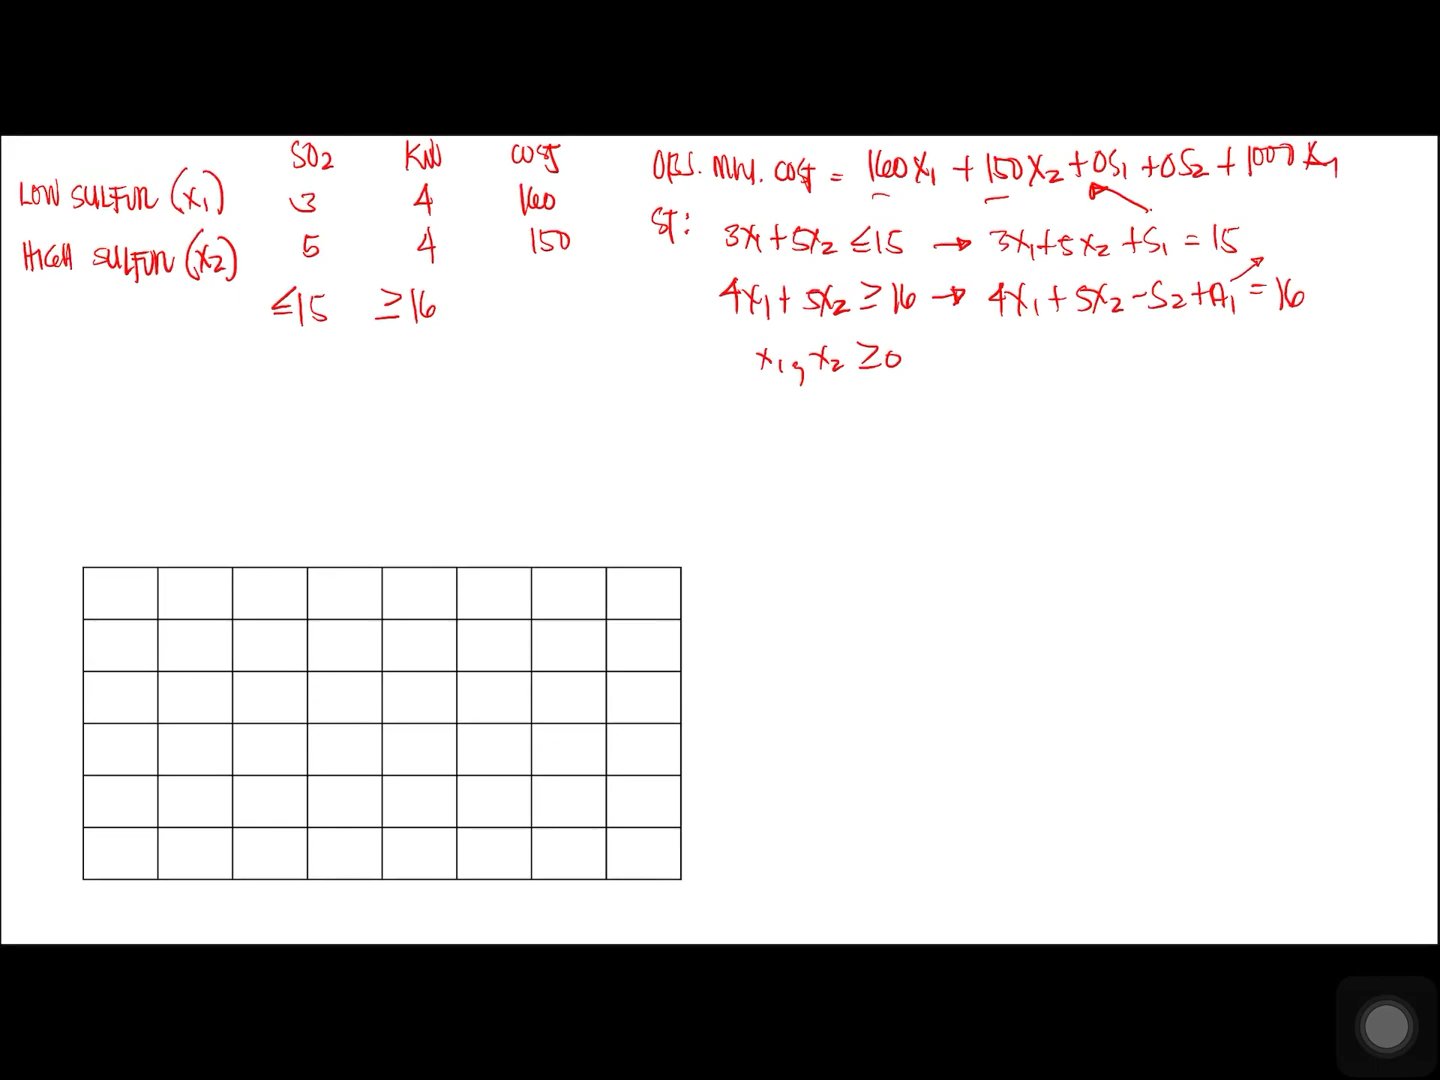 SO2 KW COST
LOW SULFUR (x1) 3 4 160
HIGH SULFUR (x2) 5 4 150
≤15 ≥16
OBJ. MIN. COST = 160x1 + 150x2 + 0S1 + 0S2 + 1000
ST: 3x1 + 5x2 ≤ 15 → 3x1 + 5x2 + S1 = 15
4x1 + 5x2 ≥ 16 → 4x1 + 5x2 - S2 + A1 = 16
x1, x2 ≥ 0